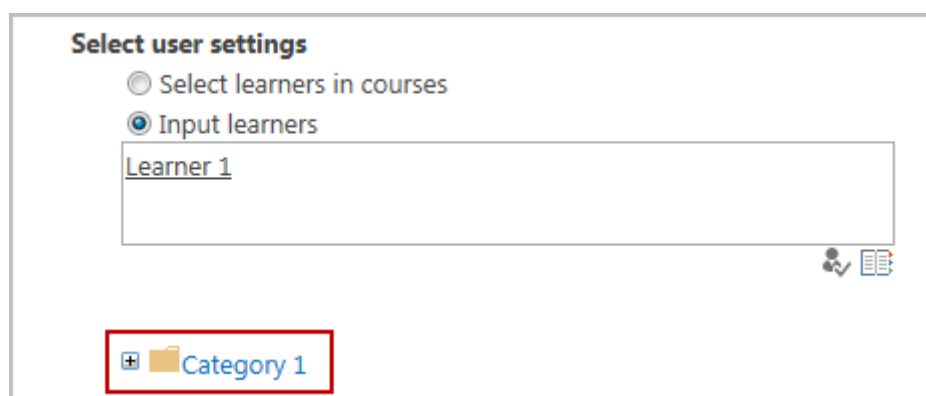 Select user settings
Select learners in courses
Input learners
Learner 1
Category 1